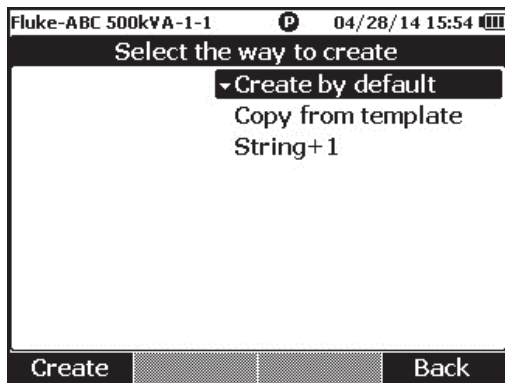 Fluke-ABC 500kVA-1-1 P 04/28/14 15:54
Select the way to create
Create by default
Copy from template
String+1
Create Back